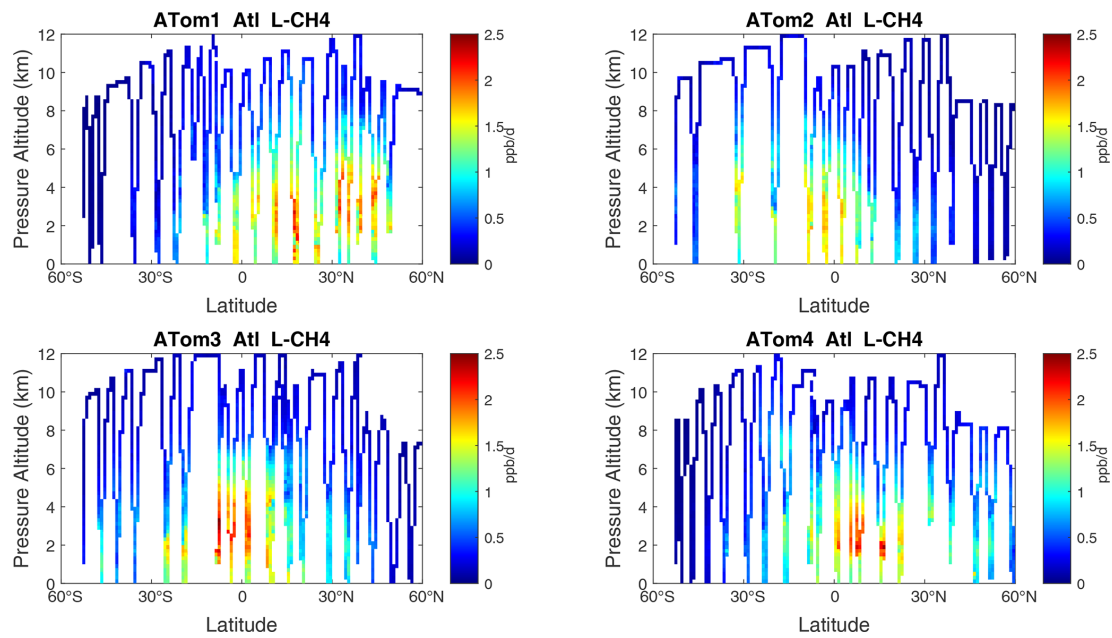 ATom1 Atl L-CH4
Pressure Altitude (km)
12
10
8
6
4
2
0
60°S 30°S 0 30°N 60°N
Latitude
2.5
2
1.5
1
0.5
0
ppb/d
ATom2 Atl L-CH4
Pressure Altitude (km)
12
10
8
6
4
2
0
60°S 30°S 0 30°N 60°N
Latitude
2.5
2
1.5
1
0.5
0
ppb/d
ATom3 Atl L-CH4
Pressure Altitude (km)
12
10
8
6
4
2
0
60°S 30°S 0 30°N 60°N
Latitude
2.5
2
1.5
1
0.5
0
ppb/d
ATom4 Atl L-CH4
Pressure Altitude (km)
12
10
8
6
4
2
0
60°S 30°S 0 30°N 60°N
Latitude
2.5
2
1.5
1
0.5
0
ppb/d